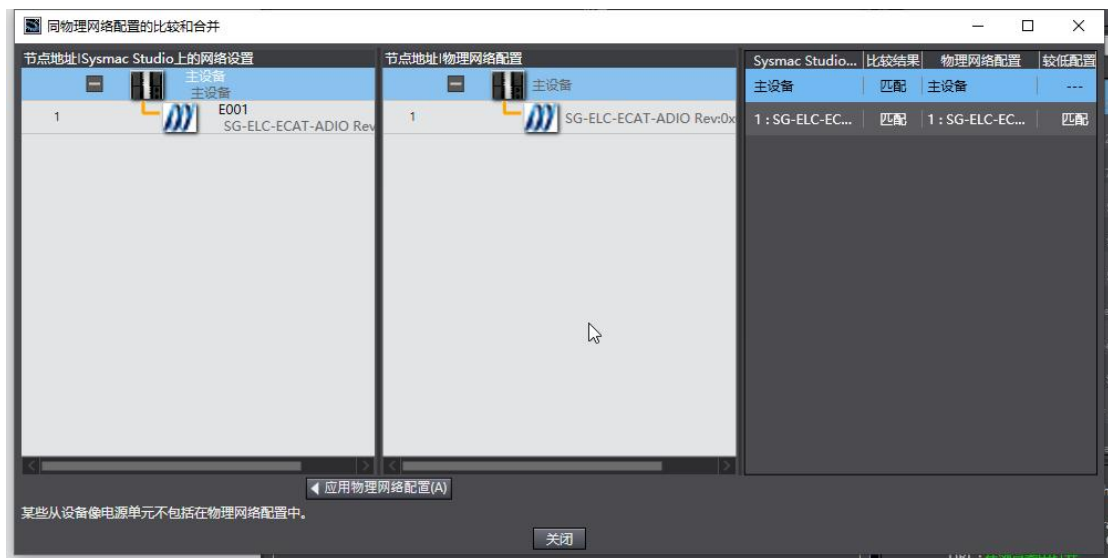 同物理网络配置的比较和合并
节点地址|Sysmac Studio上的网络设置
主设备
主设备
1
E001
SG-ELC-ECAT-ADIO Rev
节点地址|物理网络配置
主设备
1
SG-ELC-ECAT-ADIO Rev:0x
Sysmac Studio... 比较结果 物理网络配置 较低配置
主设备 匹配 主设备 ---
1 : SG-ELC-EC... 匹配 1 : SG-ELC-EC... 匹配
应用物理网络配置(A)
某些从设备像电源单元不包括在物理网络配置中。
关闭